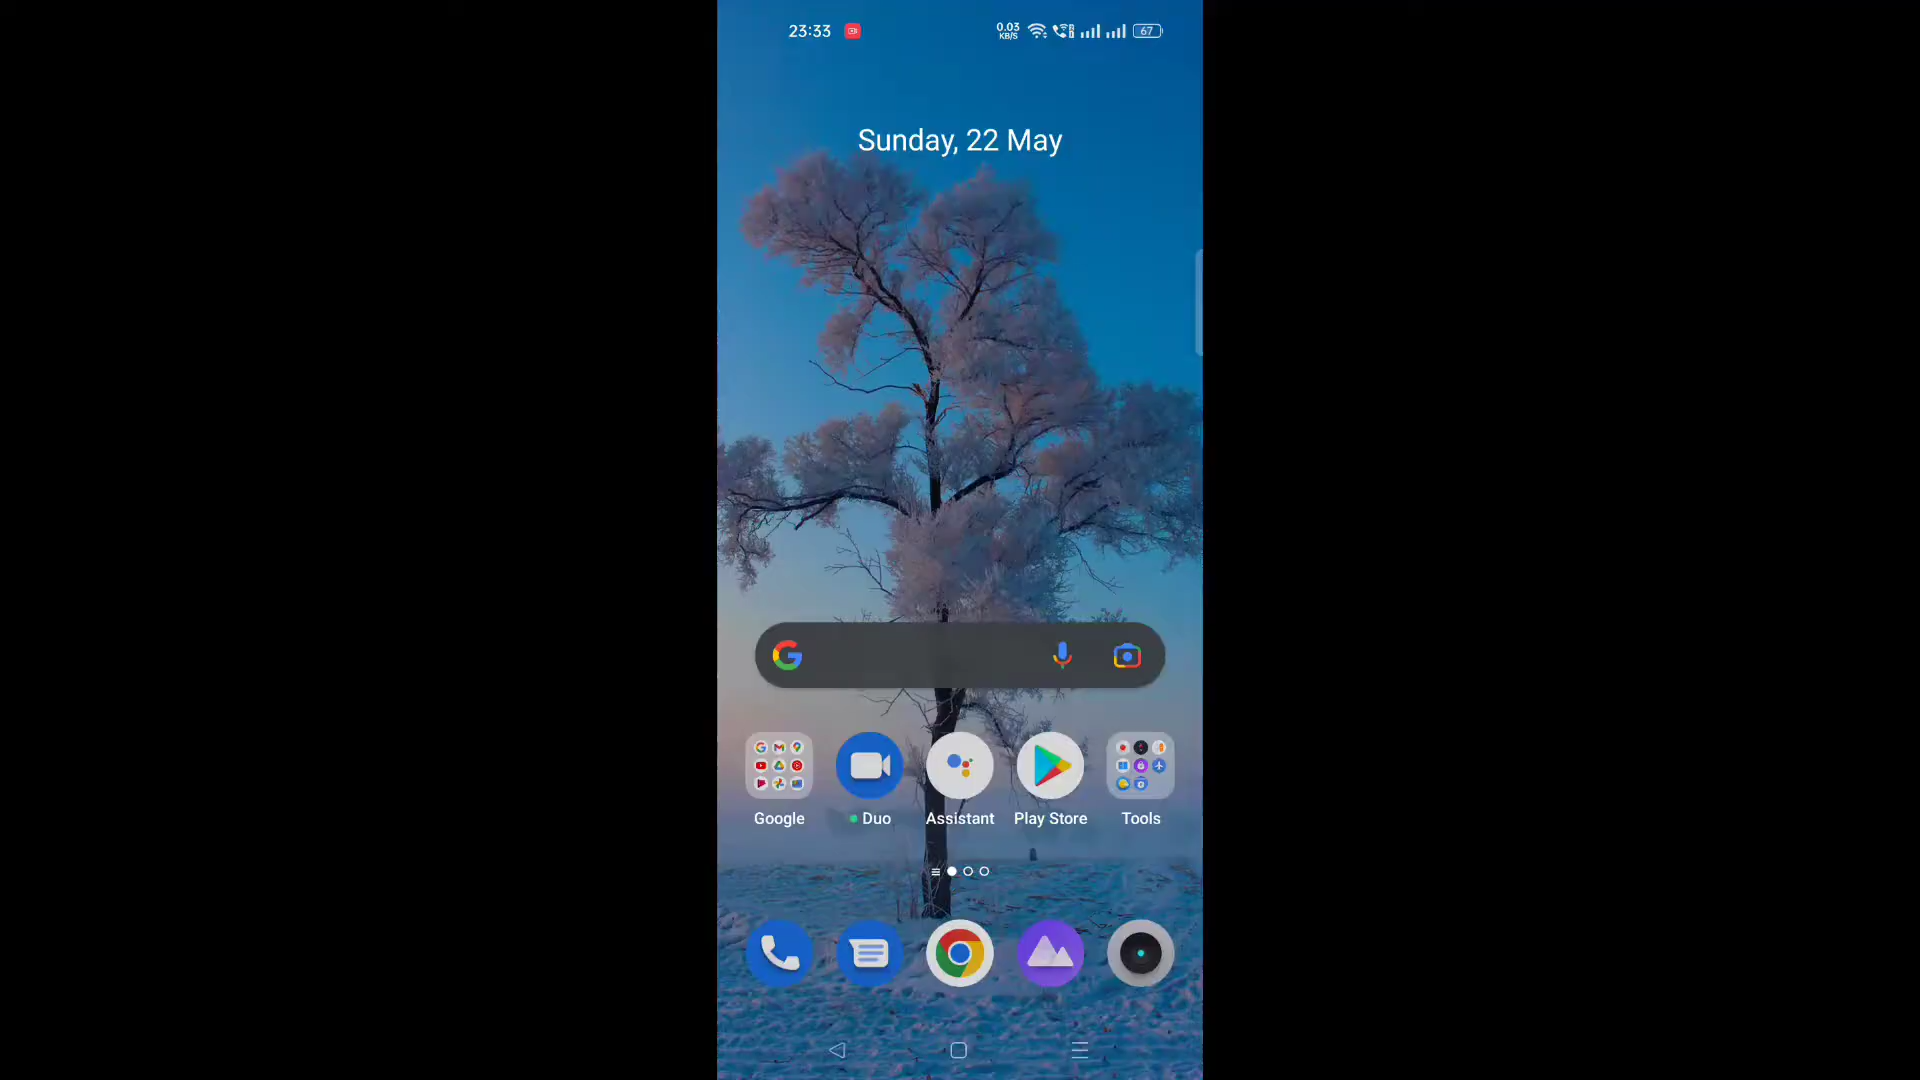 23:33
0.03
KB/S
67
Sunday, 22 May
Google
Duo
Assistant
Play Store
Tools